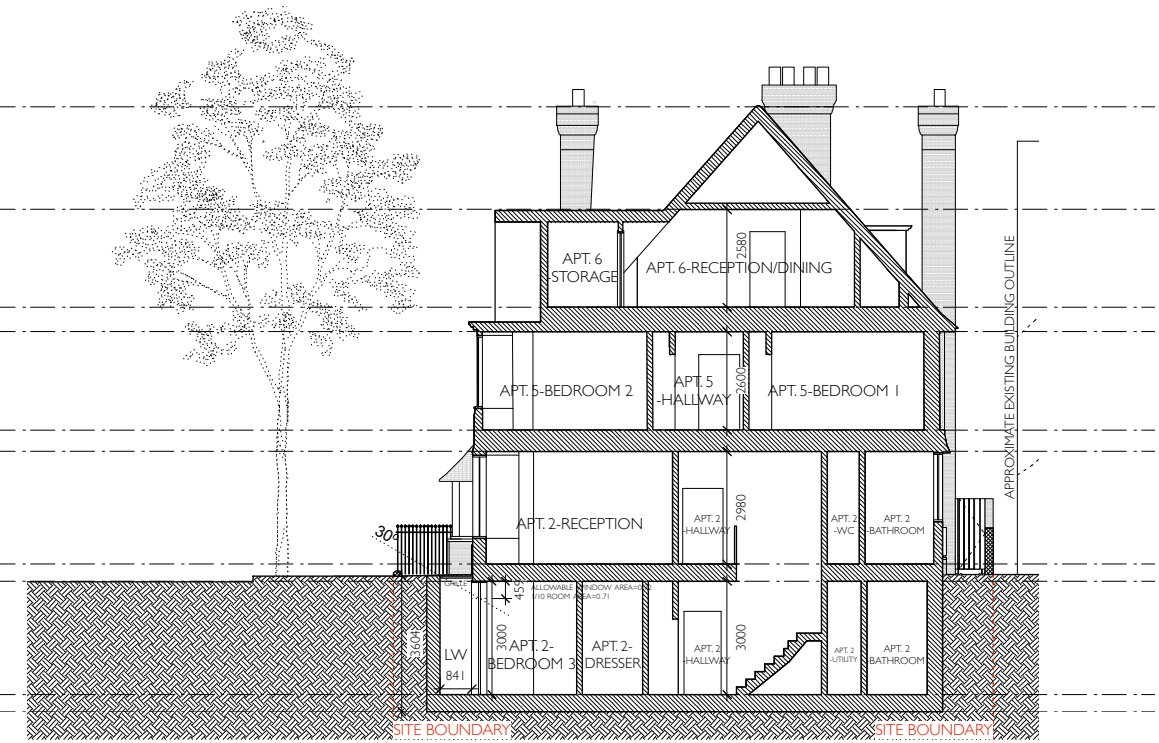 APT. 6
-STORAGE
APT. 6-RECEPTION/DINING
2580
APPROXIMATE EXISTING BUILDING OUTLINE
APT. 5-BEDROOM 2
APT. 5
-HALLWAY
2600
APT. 5-BEDROOM 1
APT. 2-RECEPTION
APT. 2
-HALLWAY
2980
APT. 2
-WC
APT. 2
-BATHROOM
30°
GRILLE
459
ALLOWABLE WINDOW AREA=
1/10 ROOM AREA=0.71
3604
LW
841
3000
APT. 2-
BEDROOM 3
APT. 2-
DRESSER
APT. 2
-HALLWAY
3000
APT. 2
-UTILITY
APT. 2
-BATHROOM
SITE BOUNDARY
SITE BOUNDARY